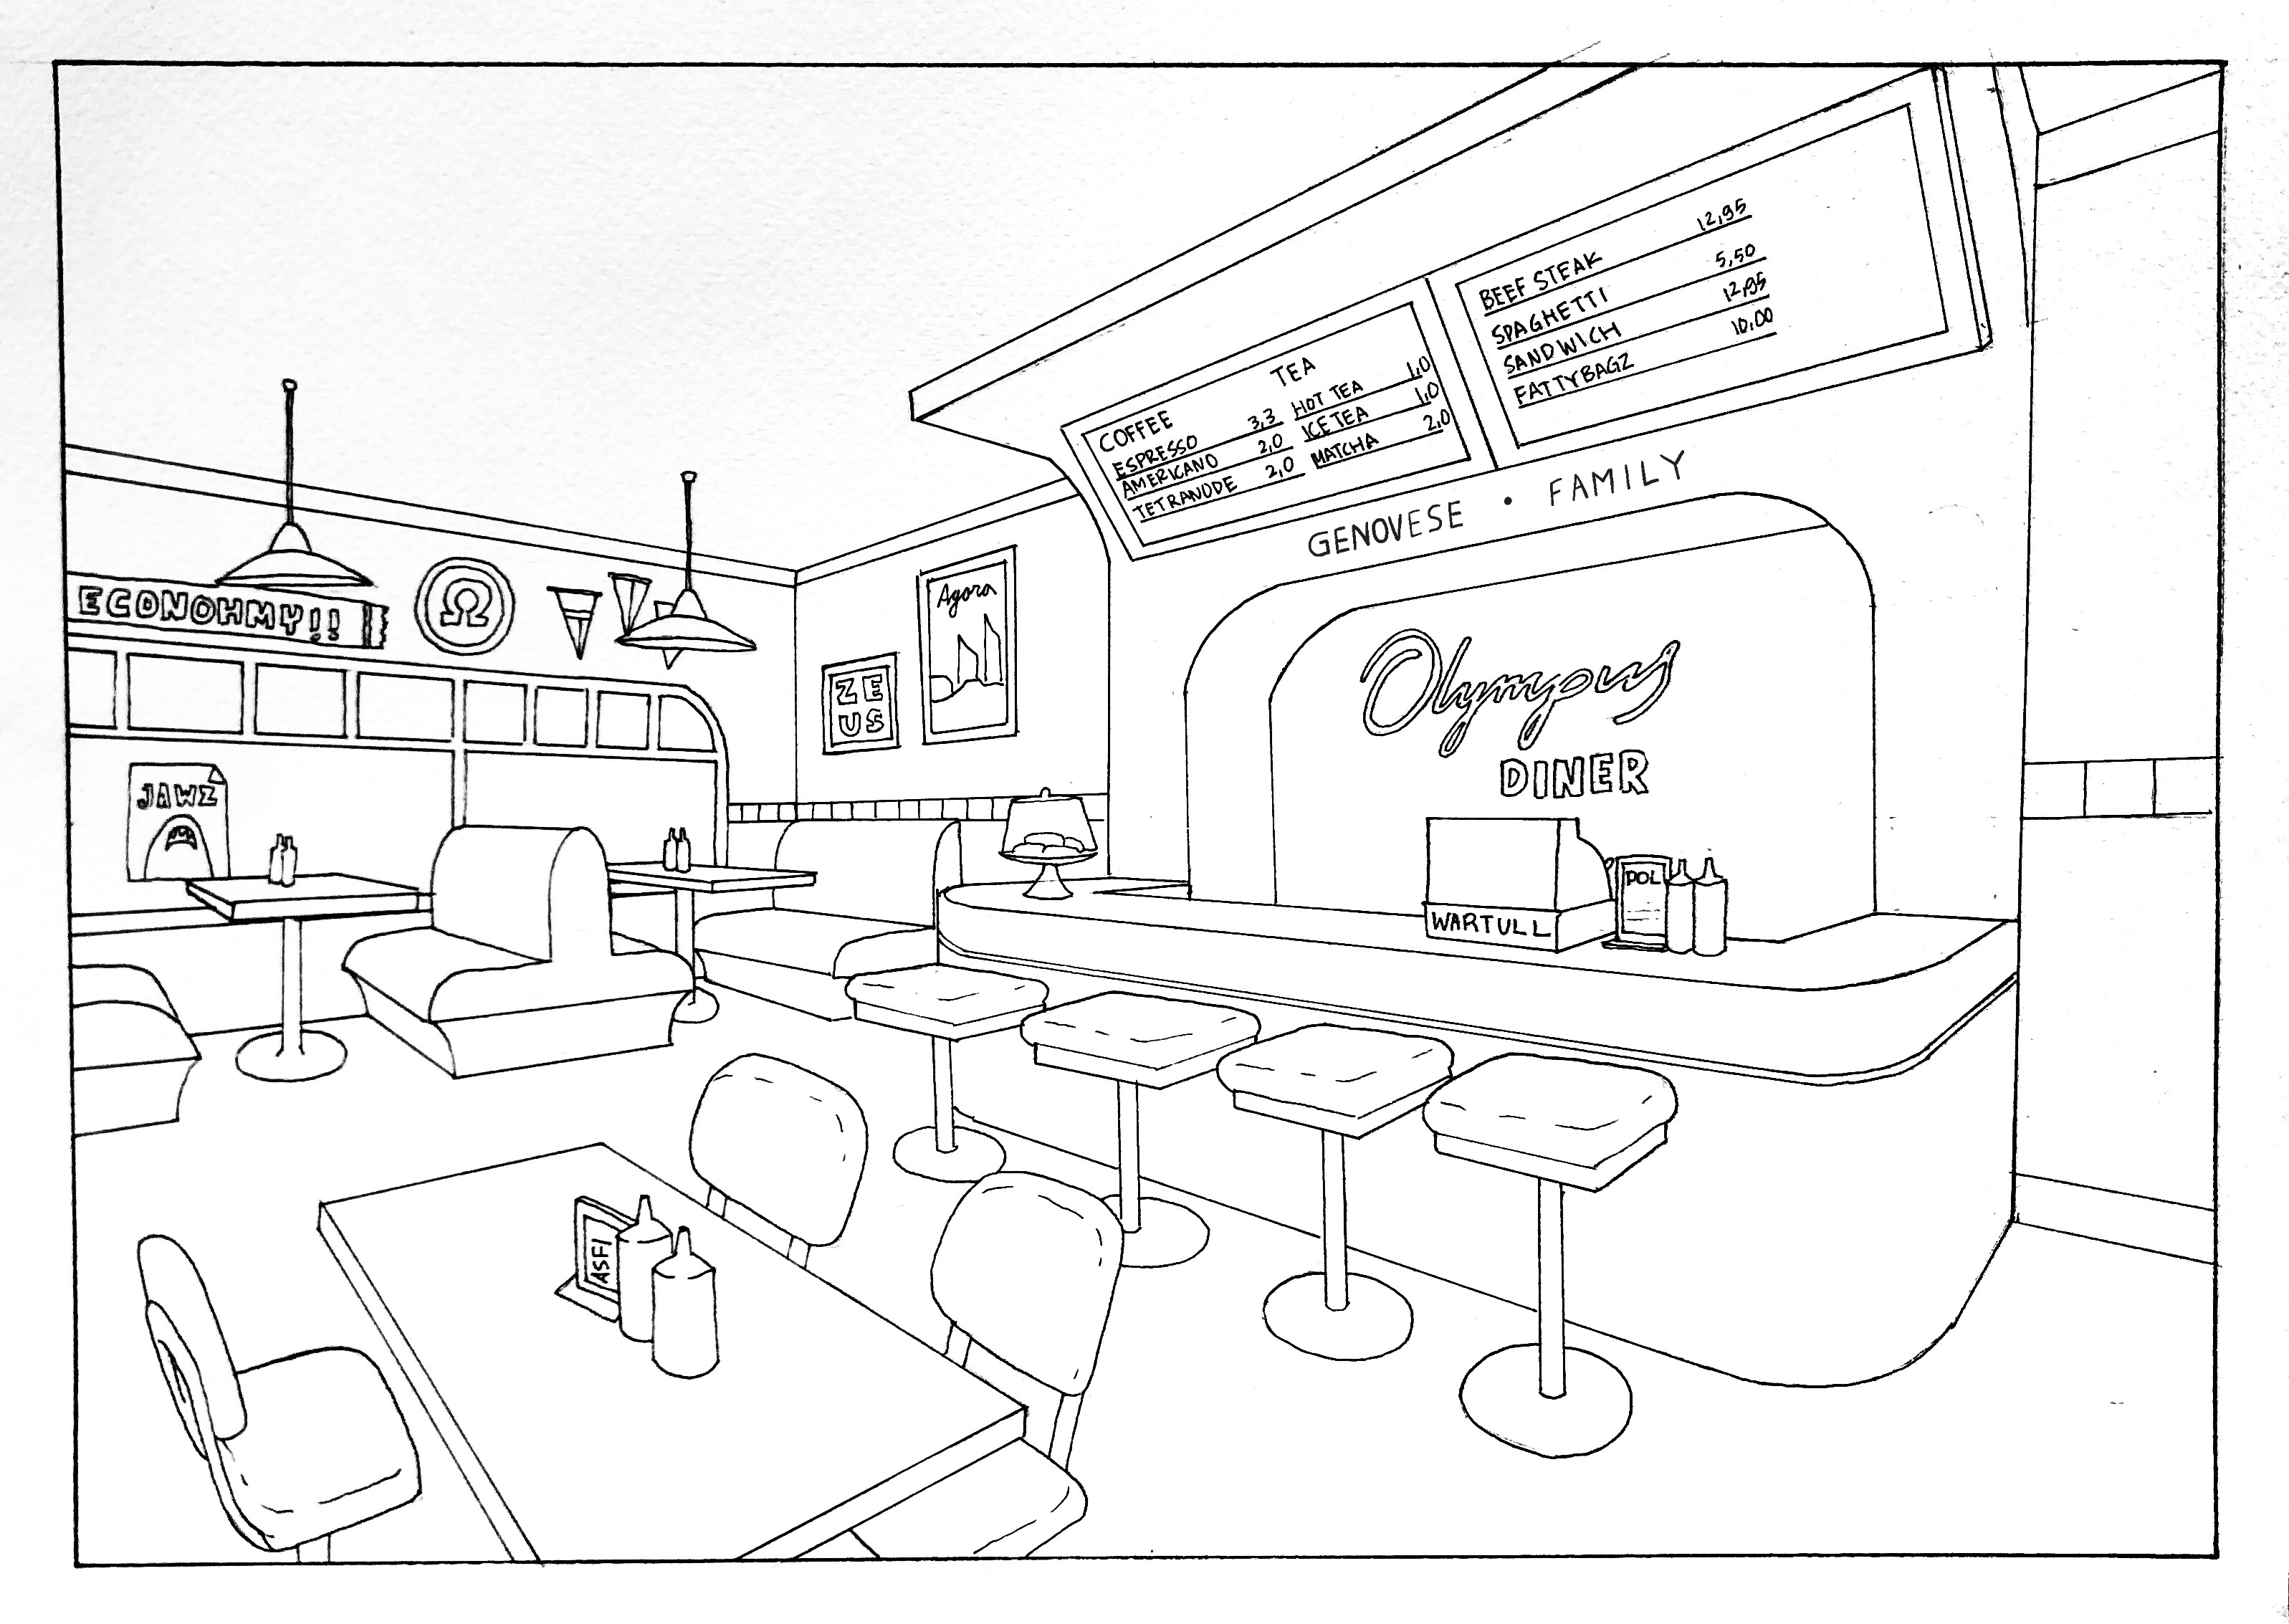 BEEF STEAK 12,95
SPAGHETTI 5,50
SANDWICH 12,95
FATTYBAGZ 10,00
TEA
COFFEE
HOT TEA 1,0
ESPRESSO 3,3
ICE TEA 1,0
AMERICANO 2,0
MATCHA 2,0
TETRANODE 2,0
GENOVESE • FAMILY
ECONOHMY!!
Ω
Agora
ZE
US
Olympus
DINER
JAWZ
POL
WARTULL
ASFI